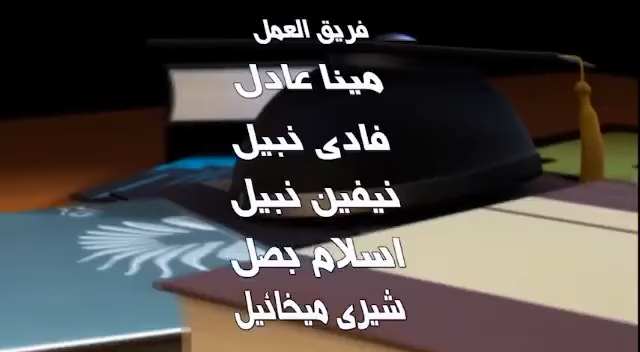 فريق العمل
مينا عادل
فادى نبيل
نيفين نبيل
اسلام بصل
شيرى ميخائيل